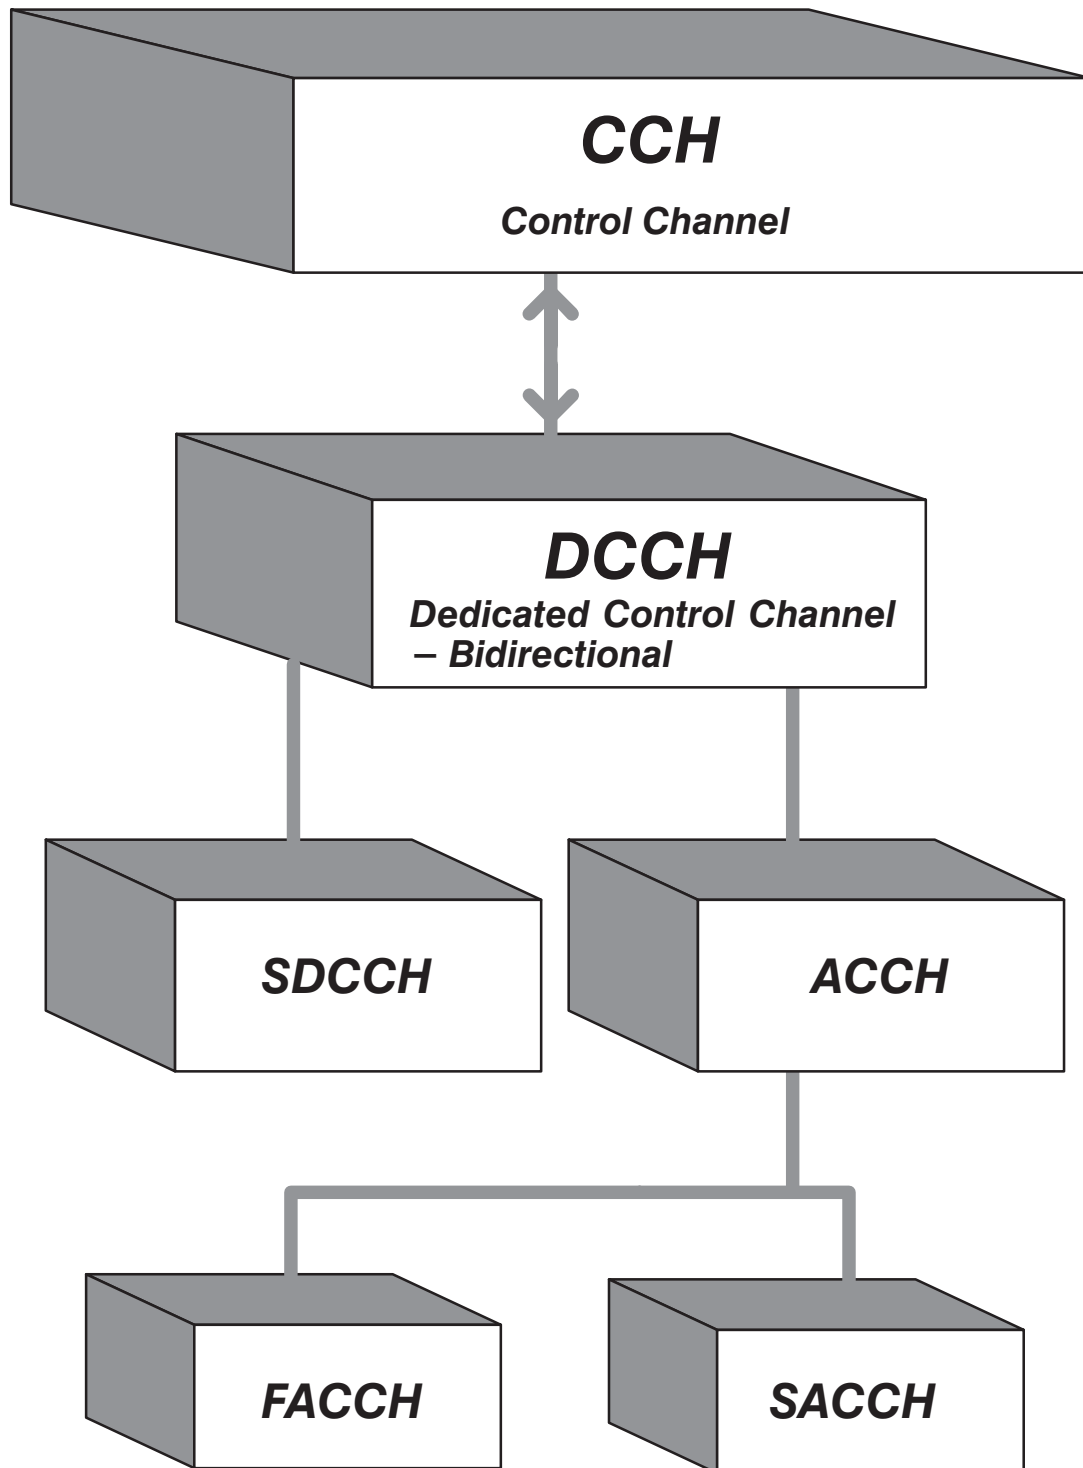 CCH
Control Channel
DCCH
Dedicated Control Channel
– Bidirectional
SDCCH
ACCH
FACCH
SACCH